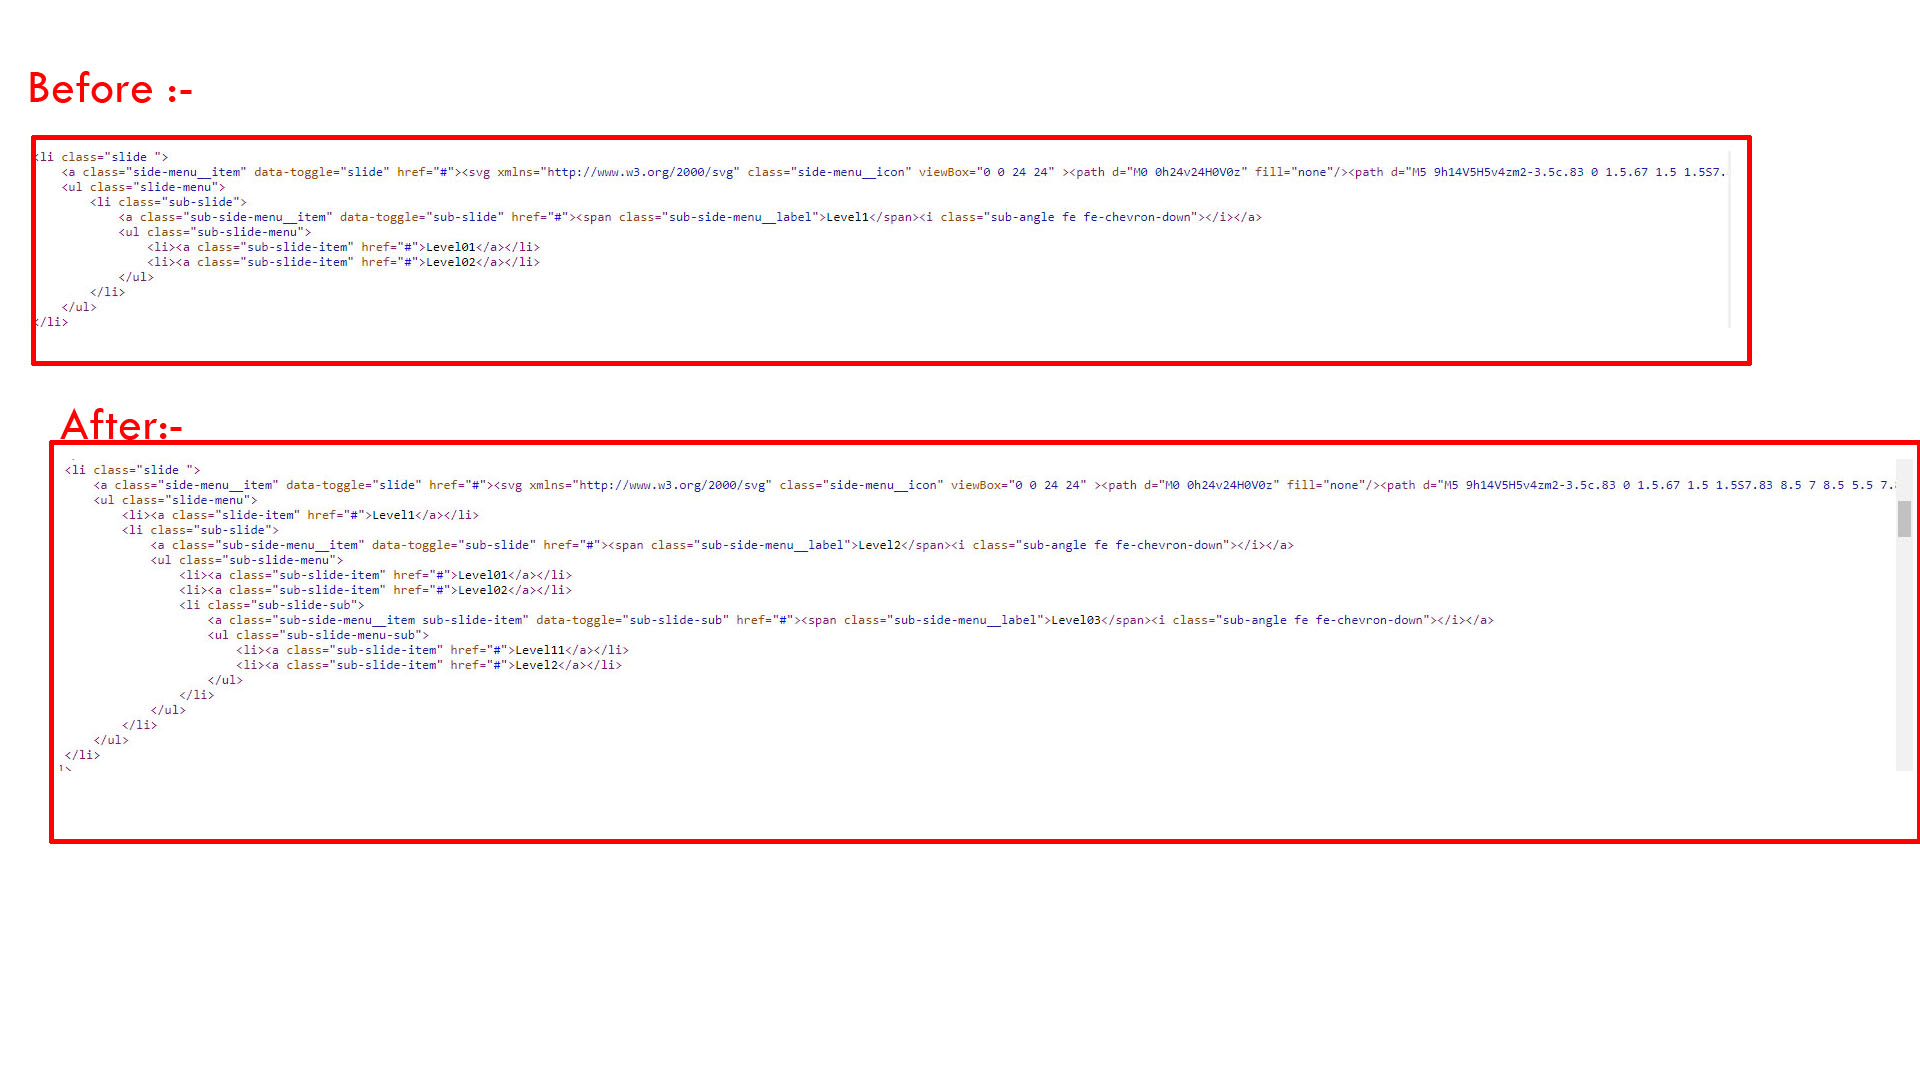 Before :-
<li class="slide ">
<a class="side-menu__item" data-toggle="slide" href="#"><svg xmlns="http://www.w3.org/2000/svg" class="side-menu__icon" viewBox="0 0 24 24" ><path d="M0 0h24v24H0V0z" fill="none"/><path d="M5 9h14V5H5v4zm2-3.5c.83 0 1.5.67 1.5 1.5S7.
<ul class="slide-menu">
<li class="sub-slide">
<a class="sub-side-menu__item" data-toggle="sub-slide" href="#"><span class="sub-side-menu__label">Level1</span><i class="sub-angle fe fe-chevron-down"></i></a>
<ul class="sub-slide-menu">
<li><a class="sub-slide-item" href="#">Level01</a></li>
<li><a class="sub-slide-item" href="#">Level02</a></li>
</ul>
</li>
</ul>
</li>
After:-
<li class="slide ">
<a class="side-menu__item" data-toggle="slide" href="#"><svg xmlns="http://www.w3.org/2000/svg" class="side-menu__icon" viewBox="0 0 24 24" ><path d="M0 0h24v24H0V0z" fill="none"/><path d="M5 9h14V5H5v4zm2-3.5c.83 0 1.5.67 1.5 1.5S7.83 8.5 7 8.5 5.5 7.
<ul class="slide-menu">
<li><a class="slide-item" href="#">Level1</a></li>
<li class="sub-slide">
<a class="sub-side-menu__item" data-toggle="sub-slide" href="#"><span class="sub-side-menu__label">Level2</span><i class="sub-angle fe fe-chevron-down"></i></a>
<ul class="sub-slide-menu">
<li><a class="sub-slide-item" href="#">Level01</a></li>
<li><a class="sub-slide-item" href="#">Level02</a></li>
<li class="sub-slide-sub">
<a class="sub-side-menu__item sub-slide-item" data-toggle="sub-slide-sub" href="#"><span class="sub-side-menu__label">Level03</span><i class="sub-angle fe fe-chevron-down"></i></a>
<ul class="sub-slide-menu-sub">
<li><a class="sub-slide-item" href="#">Level11</a></li>
<li><a class="sub-slide-item" href="#">Level2</a></li>
</ul>
</li>
</ul>
</li>
</ul>
</li>